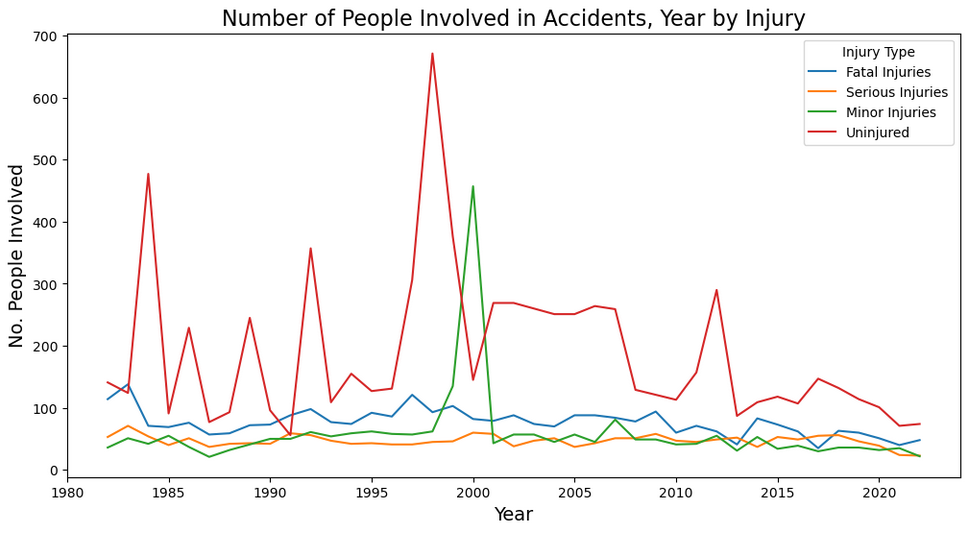 Number of People Involved in Accidents, Year by Injury
No. People Involved
700
600
500
400
300
200
100
0
Injury Type
Fatal Injuries
Serious Injuries
Minor Injuries
Uninjured
1980 1985 1990 1995 2000 2005 2010 2015 2020
Year